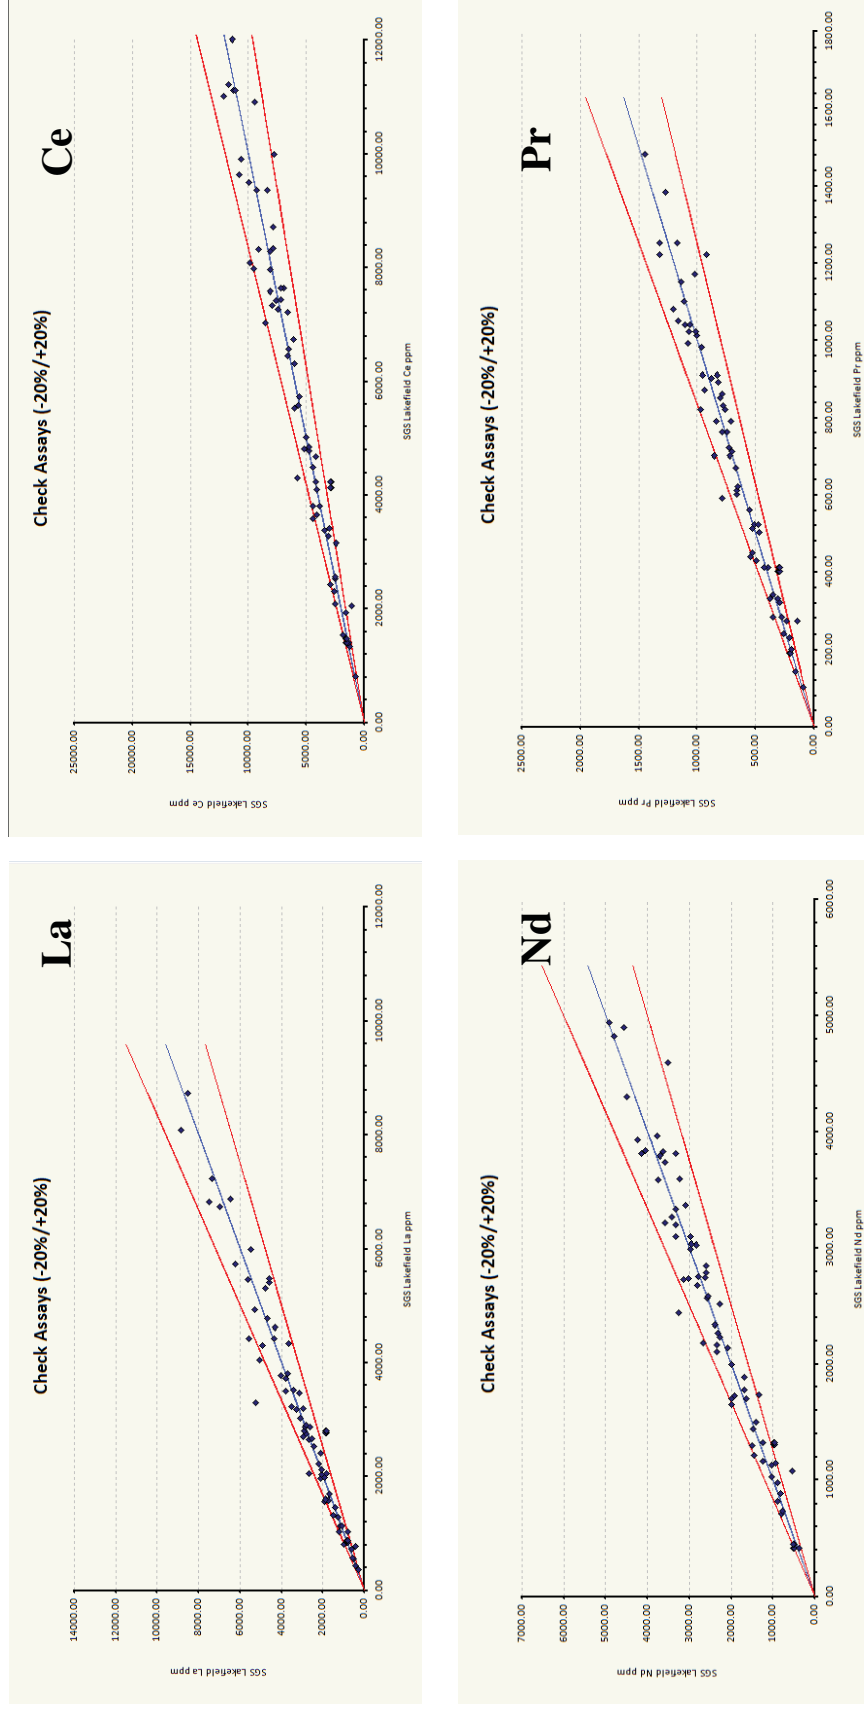 Check Assays (-20%/+20%)
La
14000.00
12000.00
10000.00
8000.00
6000.00
4000.00
2000.00
0.00
SGS Lakefield La ppm
0.00 2000.00 4000.00 6000.00 8000.00 10000.00 12000.00
SGS Lakefield La ppm
Check Assays (-20%/+20%)
Ce
25000.00
20000.00
15000.00
10000.00
5000.00
0.00
SGS Lakefield Ce ppm
0.00 2000.00 4000.00 6000.00 8000.00 10000.00 12000.00
SGS Lakefield Ce ppm
Check Assays (-20%/+20%)
Nd
7000.00
6000.00
5000.00
4000.00
3000.00
2000.00
1000.00
0.00
SGS Lakefield Nd ppm
0.00 1000.00 2000.00 3000.00 4000.00 5000.00 6000.00
SGS Lakefield Nd ppm
Check Assays (-20%/+20%)
Pr
2500.00
2000.00
1500.00
1000.00
500.00
0.00
SGS Lakefield Pr ppm
0.00 200.00 400.00 600.00 800.00 1000.00 1200.00 1400.00 1600.00 1800.00
SGS Lakefield Pr ppm